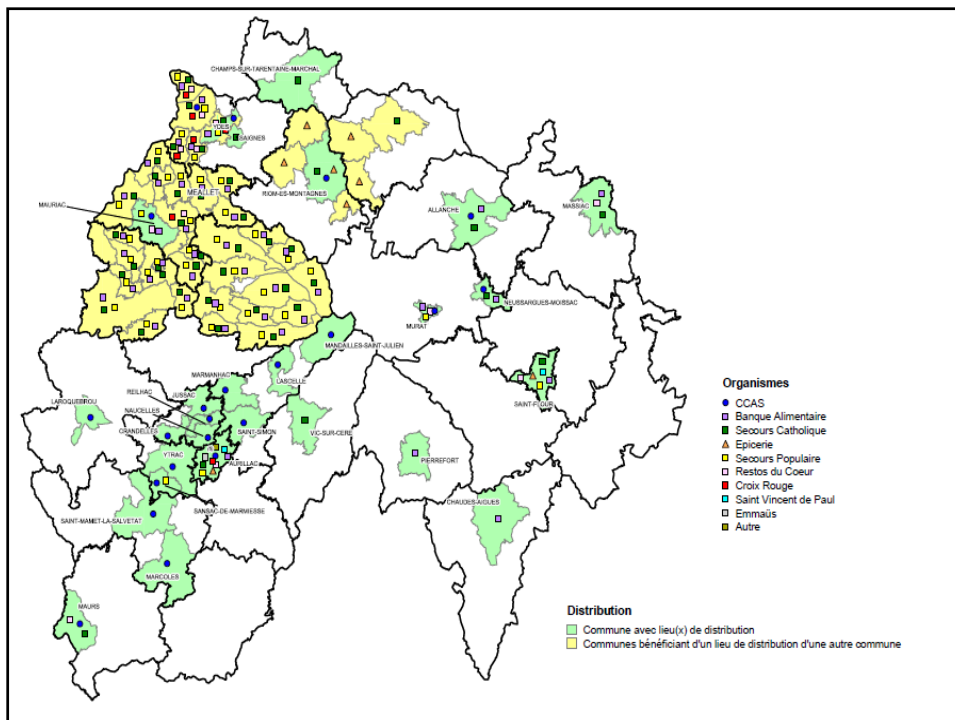 CHAMPS-SUR-TARENTAINE-MARCHAL
YDES
SAIGNES
MEALLET
RIOM-ES-MONTAGNES
MAURIAC
ALLANCHE
MASSIAC
NEUSSARGUES-MOISSAC
MURAT
MANDAILLES-SAINT-JULIEN
LASCELLE
MARMANHAC
REILHAC
JUSSAC
LAROQUEBROU
NAUCELLES
CRANDELLES
SAINT-SIMON
VIC-SUR-CERE
SAINT-FLOUR
YTRAC
AURILLAC
PIERREFORT
CHAUDES-AIGUES
SAINT-MAMET-LA-SALVETAT
SANSAC-DE-MARMIESSE
MARCOLES
MAURS
Organismes
CCAS
Banque Alimentaire
Secours Catholique
Epicerie
Secours Populaire
Restos du Coeur
Croix Rouge
Saint Vincent de Paul
Emmaüs
Autre
Distribution
Commune avec lieu(x) de distribution
Communes bénéficiant d'un lieu de distribution d'une autre commune